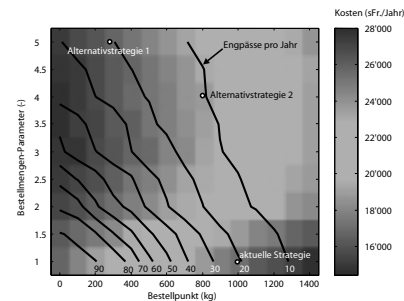 Kosten (sFr./Jahr)
Alternativstrategie 1
Engpässe pro Jahr
Alternativstrategie 2
aktuelle Strategie
Bestellmengen-Parameter (-)
5
4.5
4
3.5
3
2.5
2
1.5
1
90 80 70 60 50 40 30 20 10
0 200 400 600 800 1000 1200 1400
Bestellpunkt (kg)
28'000
26'000
24'000
22'000
20'000
18'000
16'000